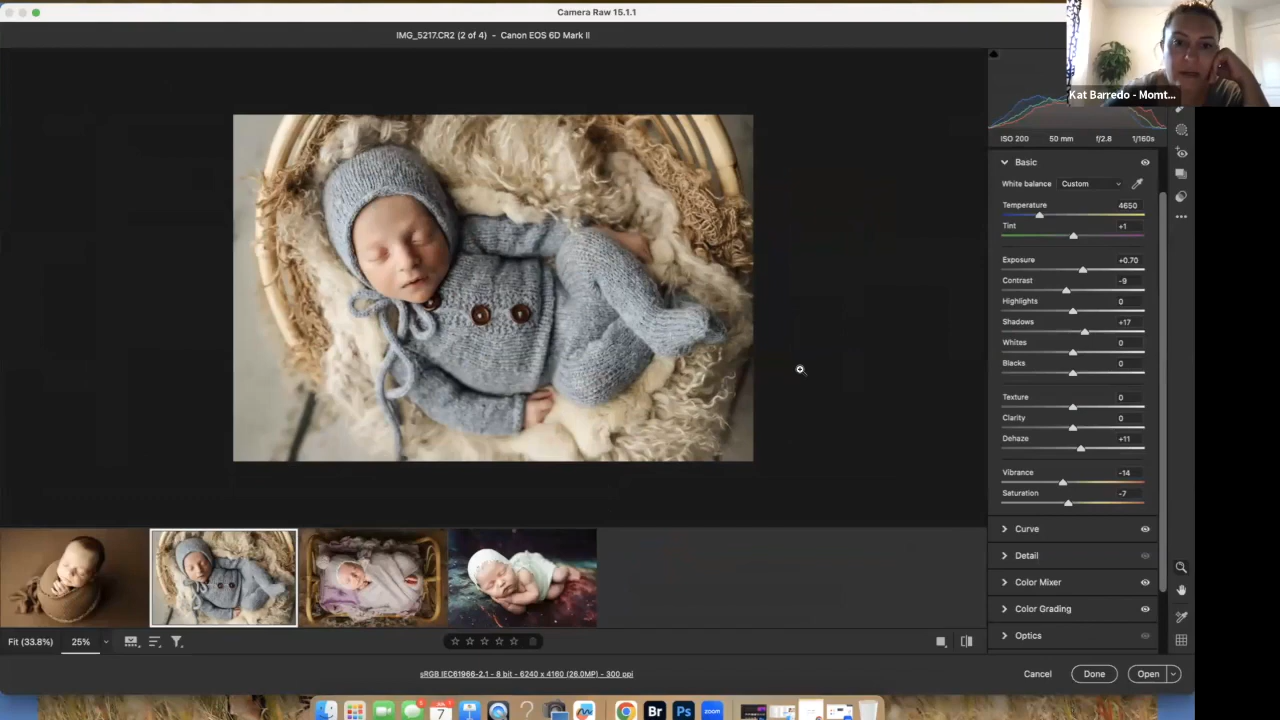 Camera Raw 15.1.1
IMG_5217.CR2 (2 of 4) - Canon EOS 6D Mark II
Kat Barredo - Momt...
ISO 200 50 mm f/2.8 1/160s
Basic
White balance Custom
Temperature 4650
Tint +1
Exposure +0.70
Contrast -9
Highlights 0
Shadows +17
Whites 0
Blacks 0
Texture 0
Clarity 0
Dehaze +11
Vibrance -14
Saturation -7
Curve
Detail
Color Mixer
Color Grading
Optics
Fit (33.8%) 25%
sRGB IEC61966-2.1 - 8 bit - 6240 x 4160 (26.0MP) - 300 ppi
Cancel Done Open
7 Br Ps zoom